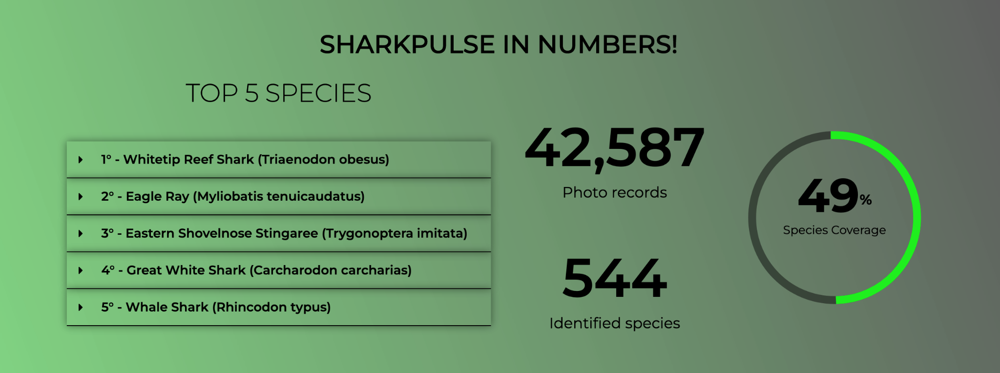 SHARKPULSE IN NUMBERS!
TOP 5 SPECIES
1° - Whitetip Reef Shark (Triaenodon obesus)
2° - Eagle Ray (Myliobatis tenuicaudatus)
3° - Eastern Shovelnose Stingaree (Trygonoptera imitata)
4° - Great White Shark (Carcharodon carcharias)
5° - Whale Shark (Rhincodon typus)
42,587
Photo records
544
Identified species
49%
Species Coverage